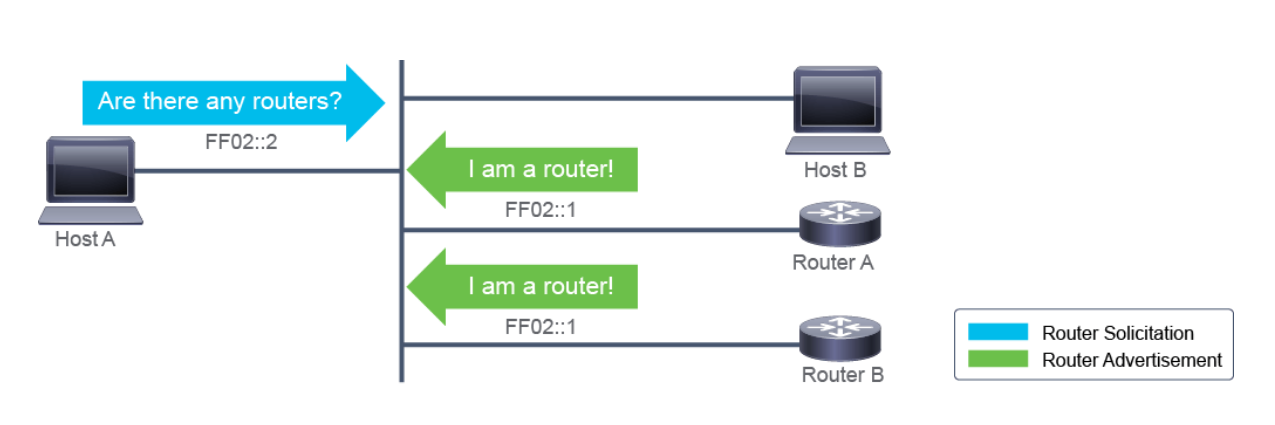 Are there any routers?
FF02::2
Host A
Host B
I am a router!
FF02::1
Router A
I am a router!
FF02::1
Router B
Router Solicitation
Router Advertisement